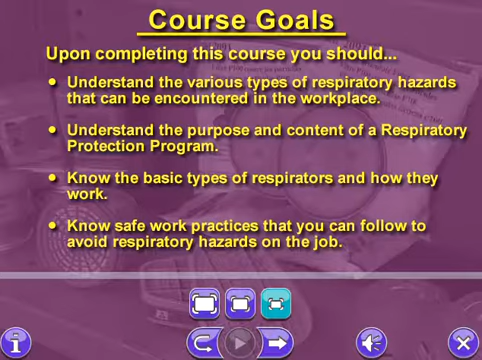 Course Goals
Upon completing this course you should...
• Understand the various types of respiratory hazards
that can be encountered in the workplace.
• Understand the purpose and content of a Respiratory
Protection Program.
• Know the basic types of respirators and how they
work.
• Know safe work practices that you can follow to
avoid respiratory hazards on the job.